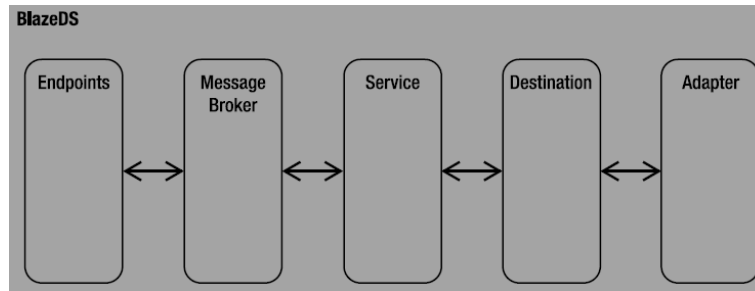 BlazeDS
Endpoints
Message
Broker
Service
Destination
Adapter